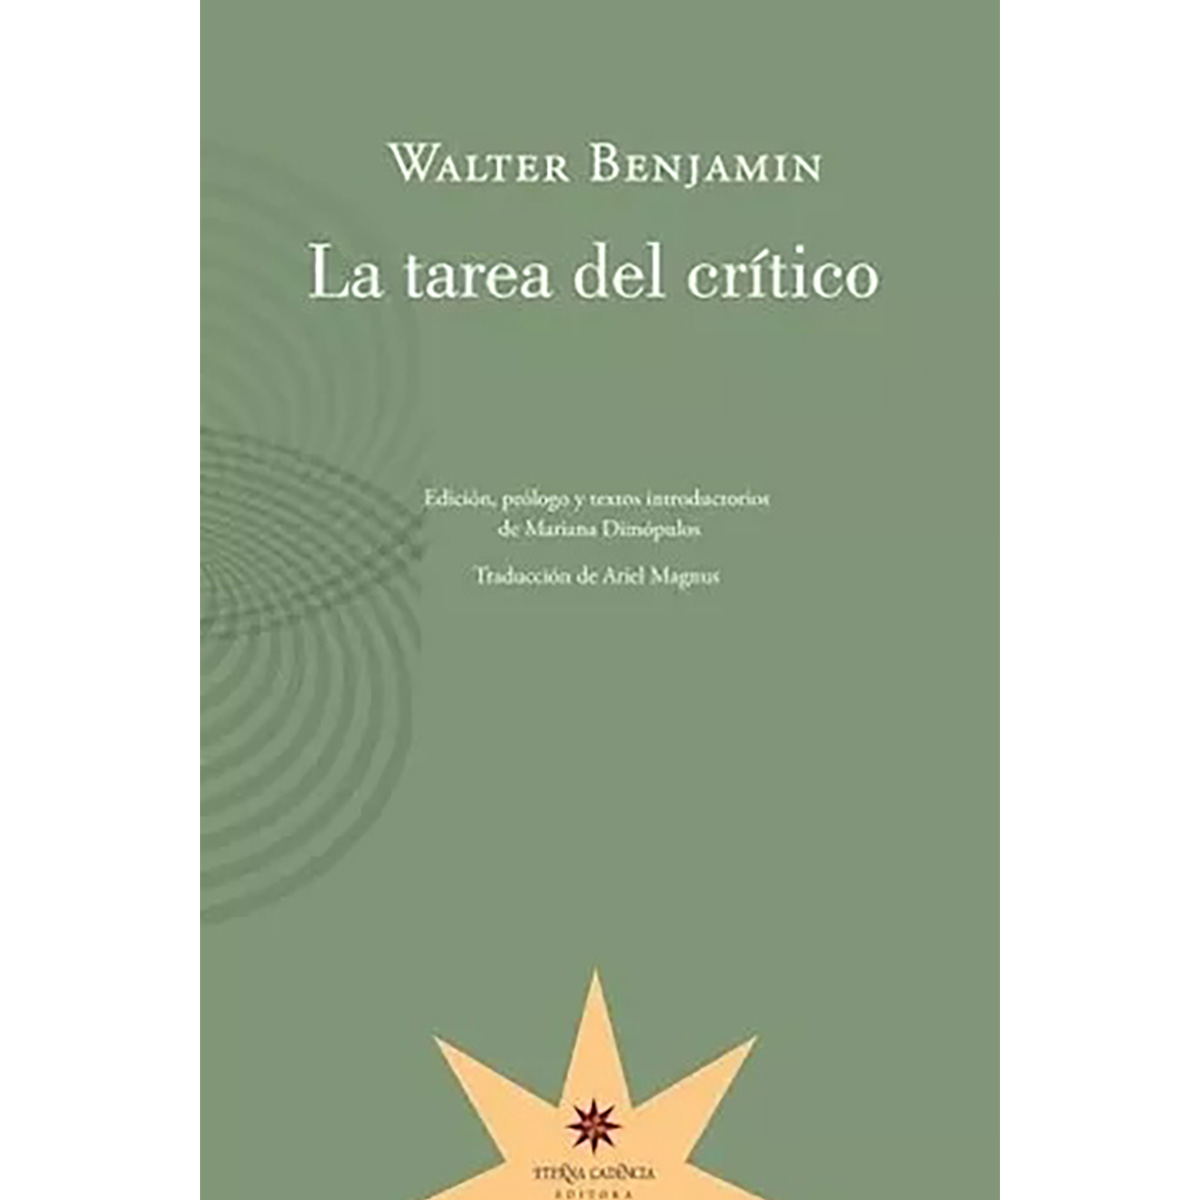 WALTER BENJAMIN
La tarea del crítico
Edición, prólogo y textos introductorios
de Mariana Dimópulos
Traducción de Ariel Magnus
ETERNA CADENCIA
EDITORA